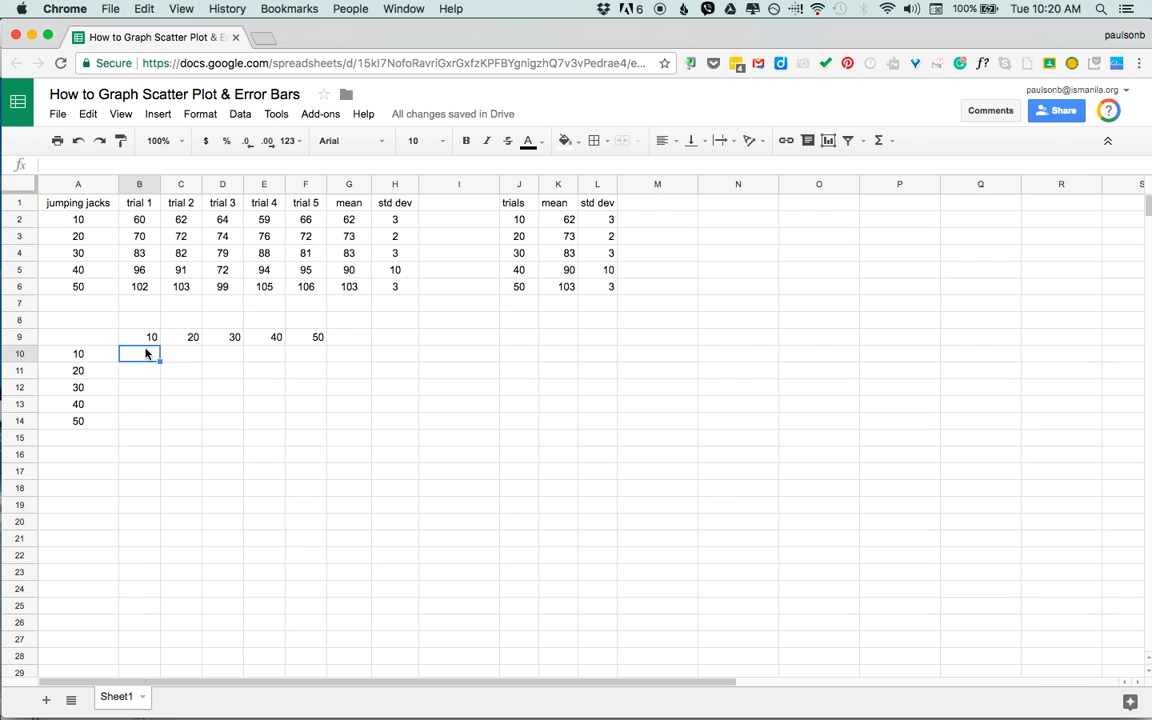 Chrome File Edit View History Bookmarks People Window Help 6 100% Tue 10:20 AM
How to Graph Scatter Plot & E × paulsonb
Secure https://docs.google.com/spreadsheets/d/15kI7NofoRavriGxrGxfzKPFBYgnigzhQ7v3vPedrae4/e...
How to Graph Scatter Plot & Error Bars paulsonb@ismanila.org
File Edit View Insert Format Data Tools Add-ons Help All changes saved in Drive Comments Share
100% $ % .0 .00 123 Arial 10 B I S A Σ
fx
A B C D E F G H I J K L M N O P Q R S
1 jumping jacks trial 1 trial 2 trial 3 trial 4 trial 5 mean std dev trials mean std dev
2 10 60 62 64 59 66 62 3 10 62 3
3 20 70 72 74 76 72 73 2 20 73 2
4 30 83 82 79 88 81 83 3 30 83 3
5 40 96 91 72 94 95 90 10 40 90 10
6 50 102 103 99 105 106 103 3 50 103 3
7
8
9 10 20 30 40 50
10 10
11 20
12 30
13 40
14 50
15
16
17
18
19
20
21
22
23
24
25
26
27
28
29
Sheet1